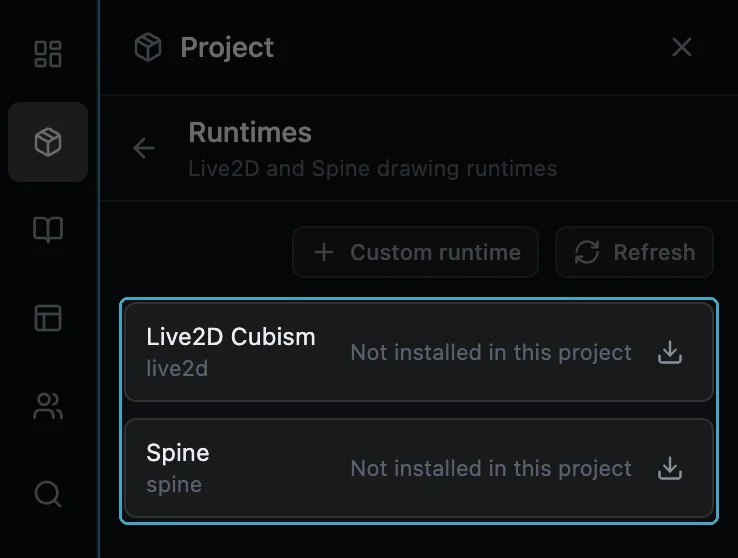 Project
Runtimes
Live2D and Spine drawing runtimes
Custom runtime
Refresh
Live2D Cubism
live2d
Not installed in this project
Spine
spine
Not installed in this project